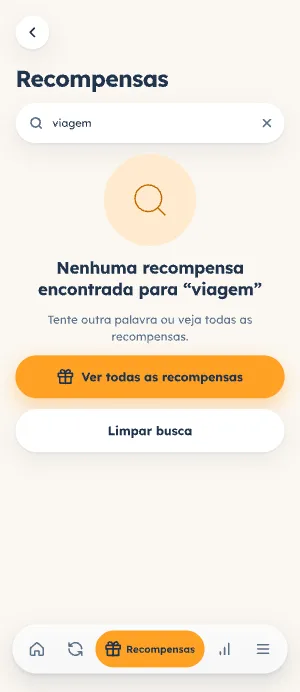 Recompensas
viagem
Nenhuma recompensa
encontrada para “viagem”
Tente outra palavra ou veja todas as
recompensas.
Ver todas as recompensas
Limpar busca
Recompensas